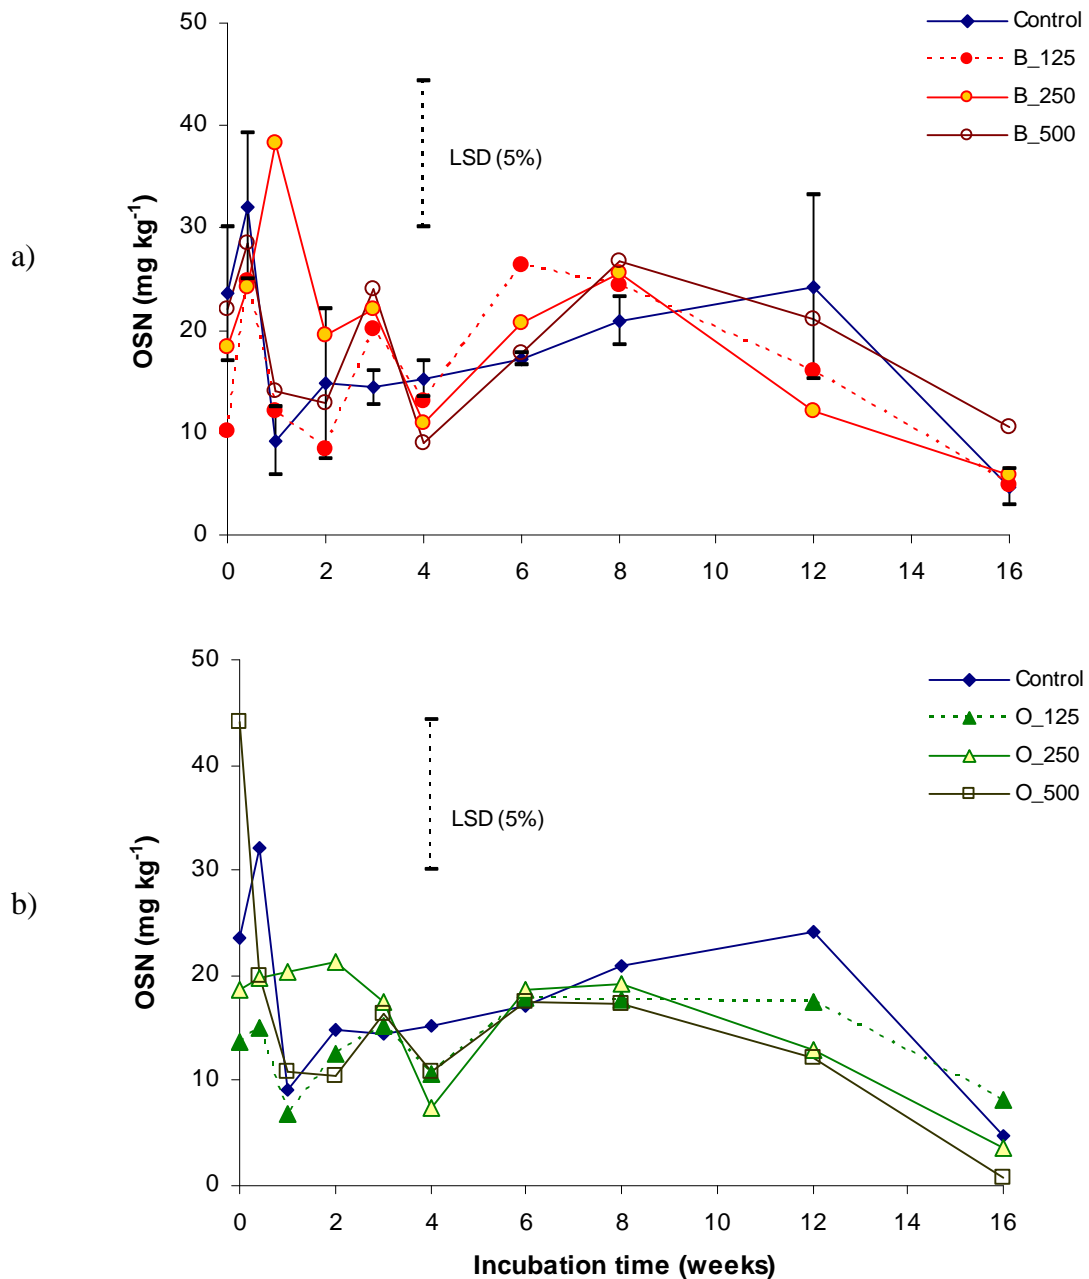 a)
OSN (mg kg⁻¹)
50
40
30
20
10
0
0 2 4 6 8 10 12 14 16
LSD (5%)
Control
B_125
B_250
B_500
b)
OSN (mg kg⁻¹)
50
40
30
20
10
0
0 2 4 6 8 10 12 14 16
LSD (5%)
Control
O_125
O_250
O_500
Incubation time (weeks)